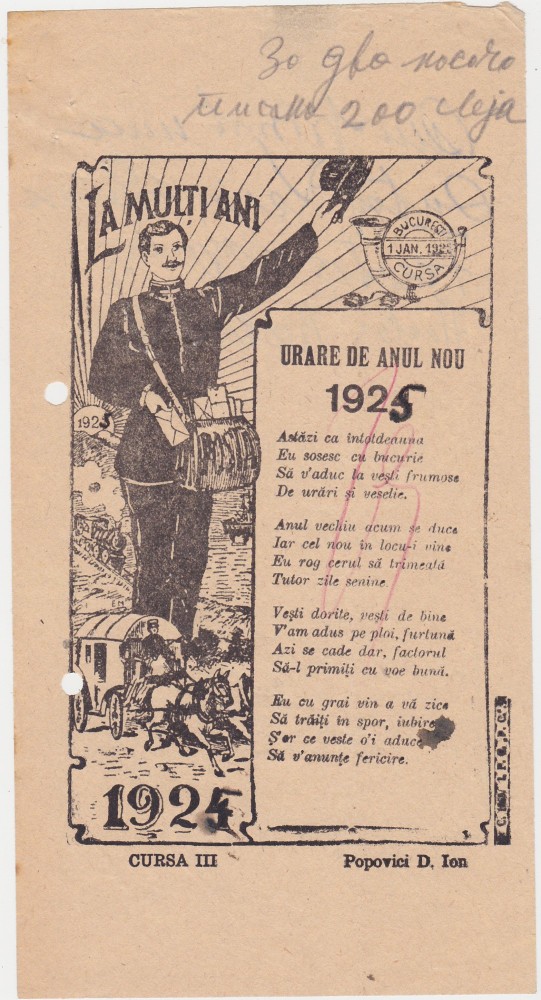 За два носача
писма 200 Леја
LA MULȚI ANI
BUCUREȘTI
1 JAN. 1925
CURSA
URARE DE ANUL NOU
1925
1925
POSTA
Astăzi ca întotdeauna
Eu sosesc cu bucurie
Să v'aduc la vești frumose
De urări și veselie.
Anul vechiu acum se duce
Iar cel nou în locu-i vine
Eu rog cerul să trimeată
Tutor zile senine.
Vești dorite, vești de bine
V'am adus pe ploi, furtună
Azi se cade dar, factorul
Să-l primiți cu voe bună.
Eu cu grai vin a vă zice
Să trăiți în spor, iubire
Ș'or ce veste o'i aduce
Să v'anunțe fericire.
1925
CURSA III
Popovici D. Ion